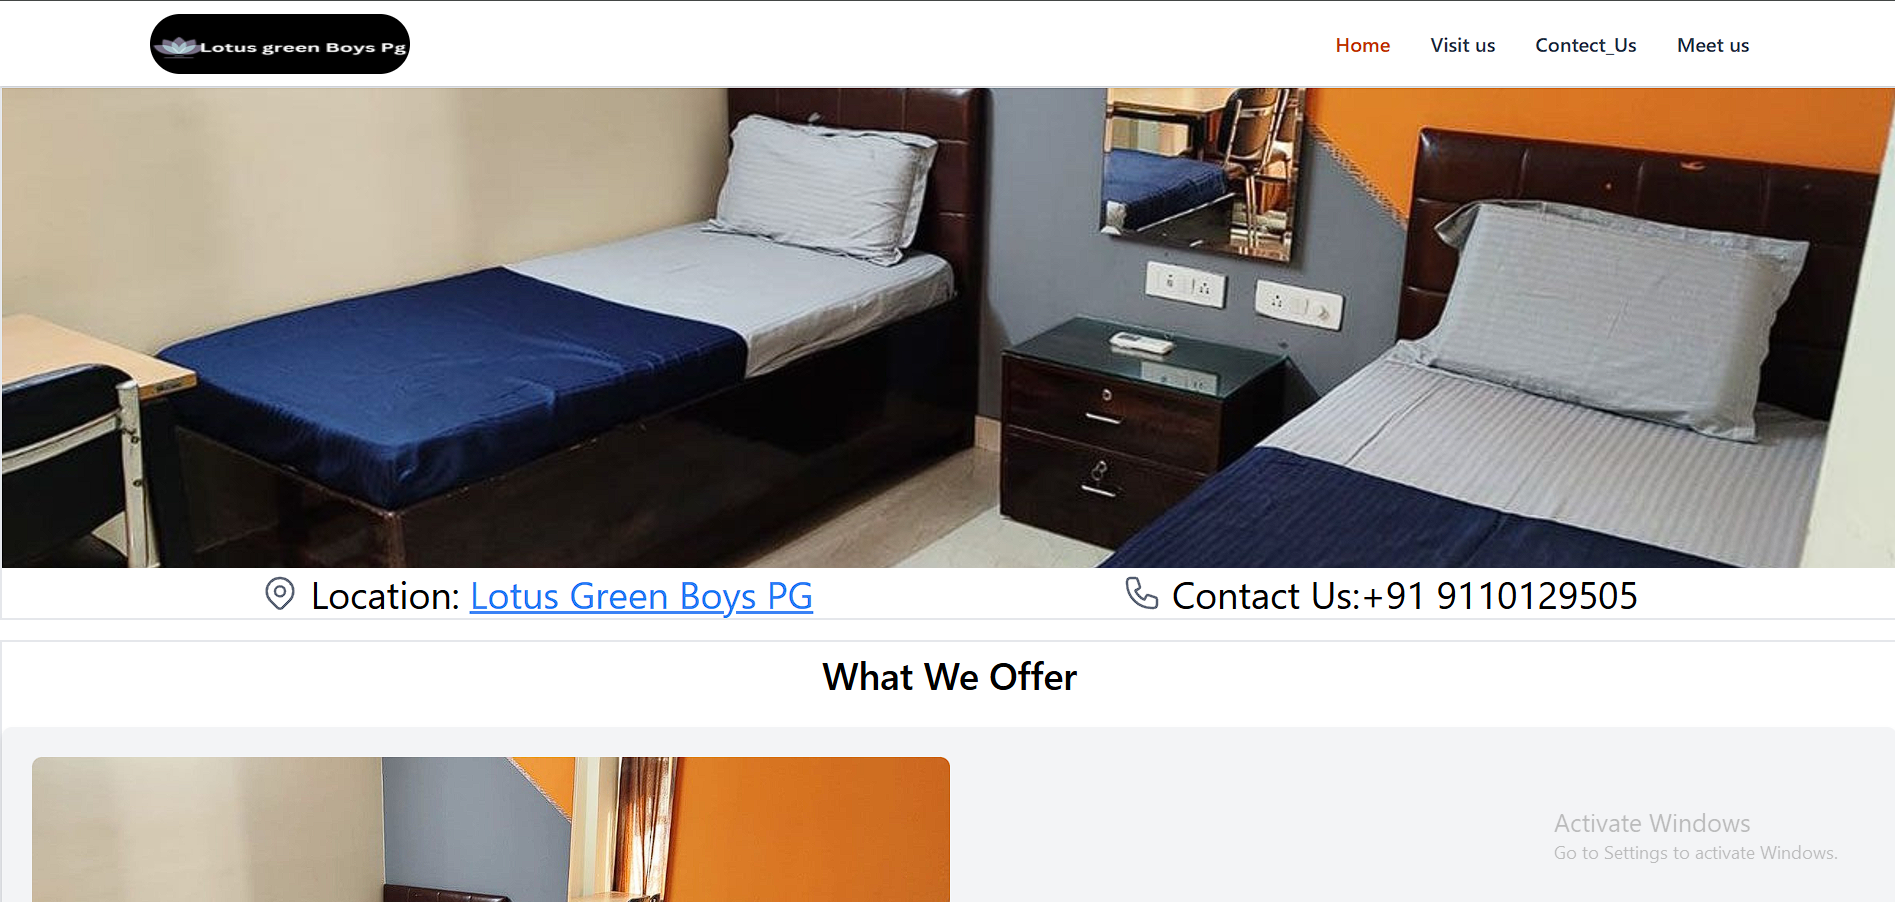 Lotus green Boys Pg
Home Visit us Contect_Us Meet us
Location: Lotus Green Boys PG
Contact Us:+91 9110129505
What We Offer
Activate Windows
Go to Settings to activate Windows.